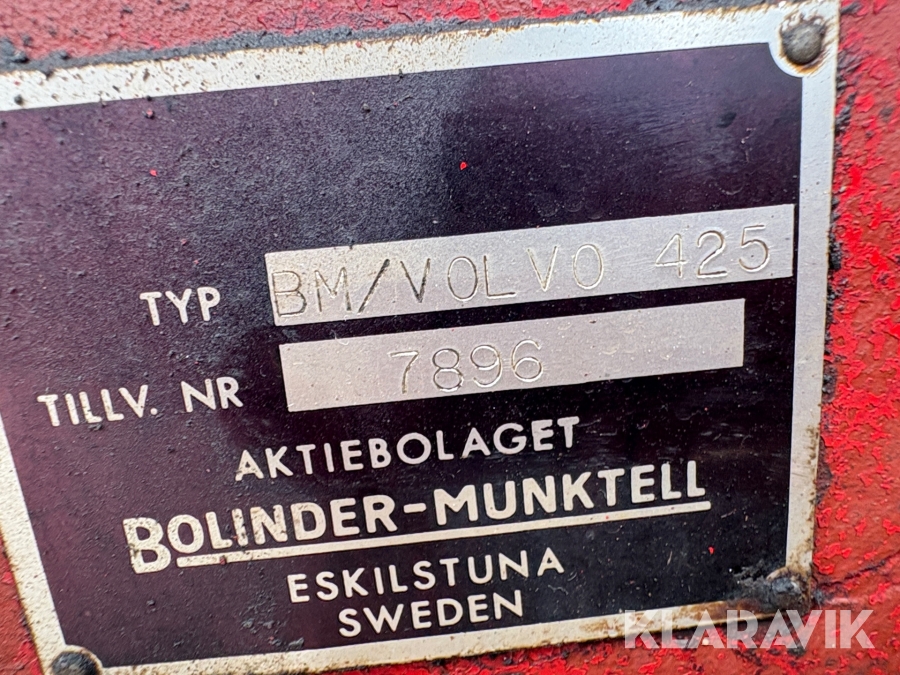 TYP BM/VOLVO 425
TILLV. NR 7896
AKTIEBOLAGET
BOLINDER-MUNKTELL
ESKILSTUNA
SWEDEN
KLARAVIK